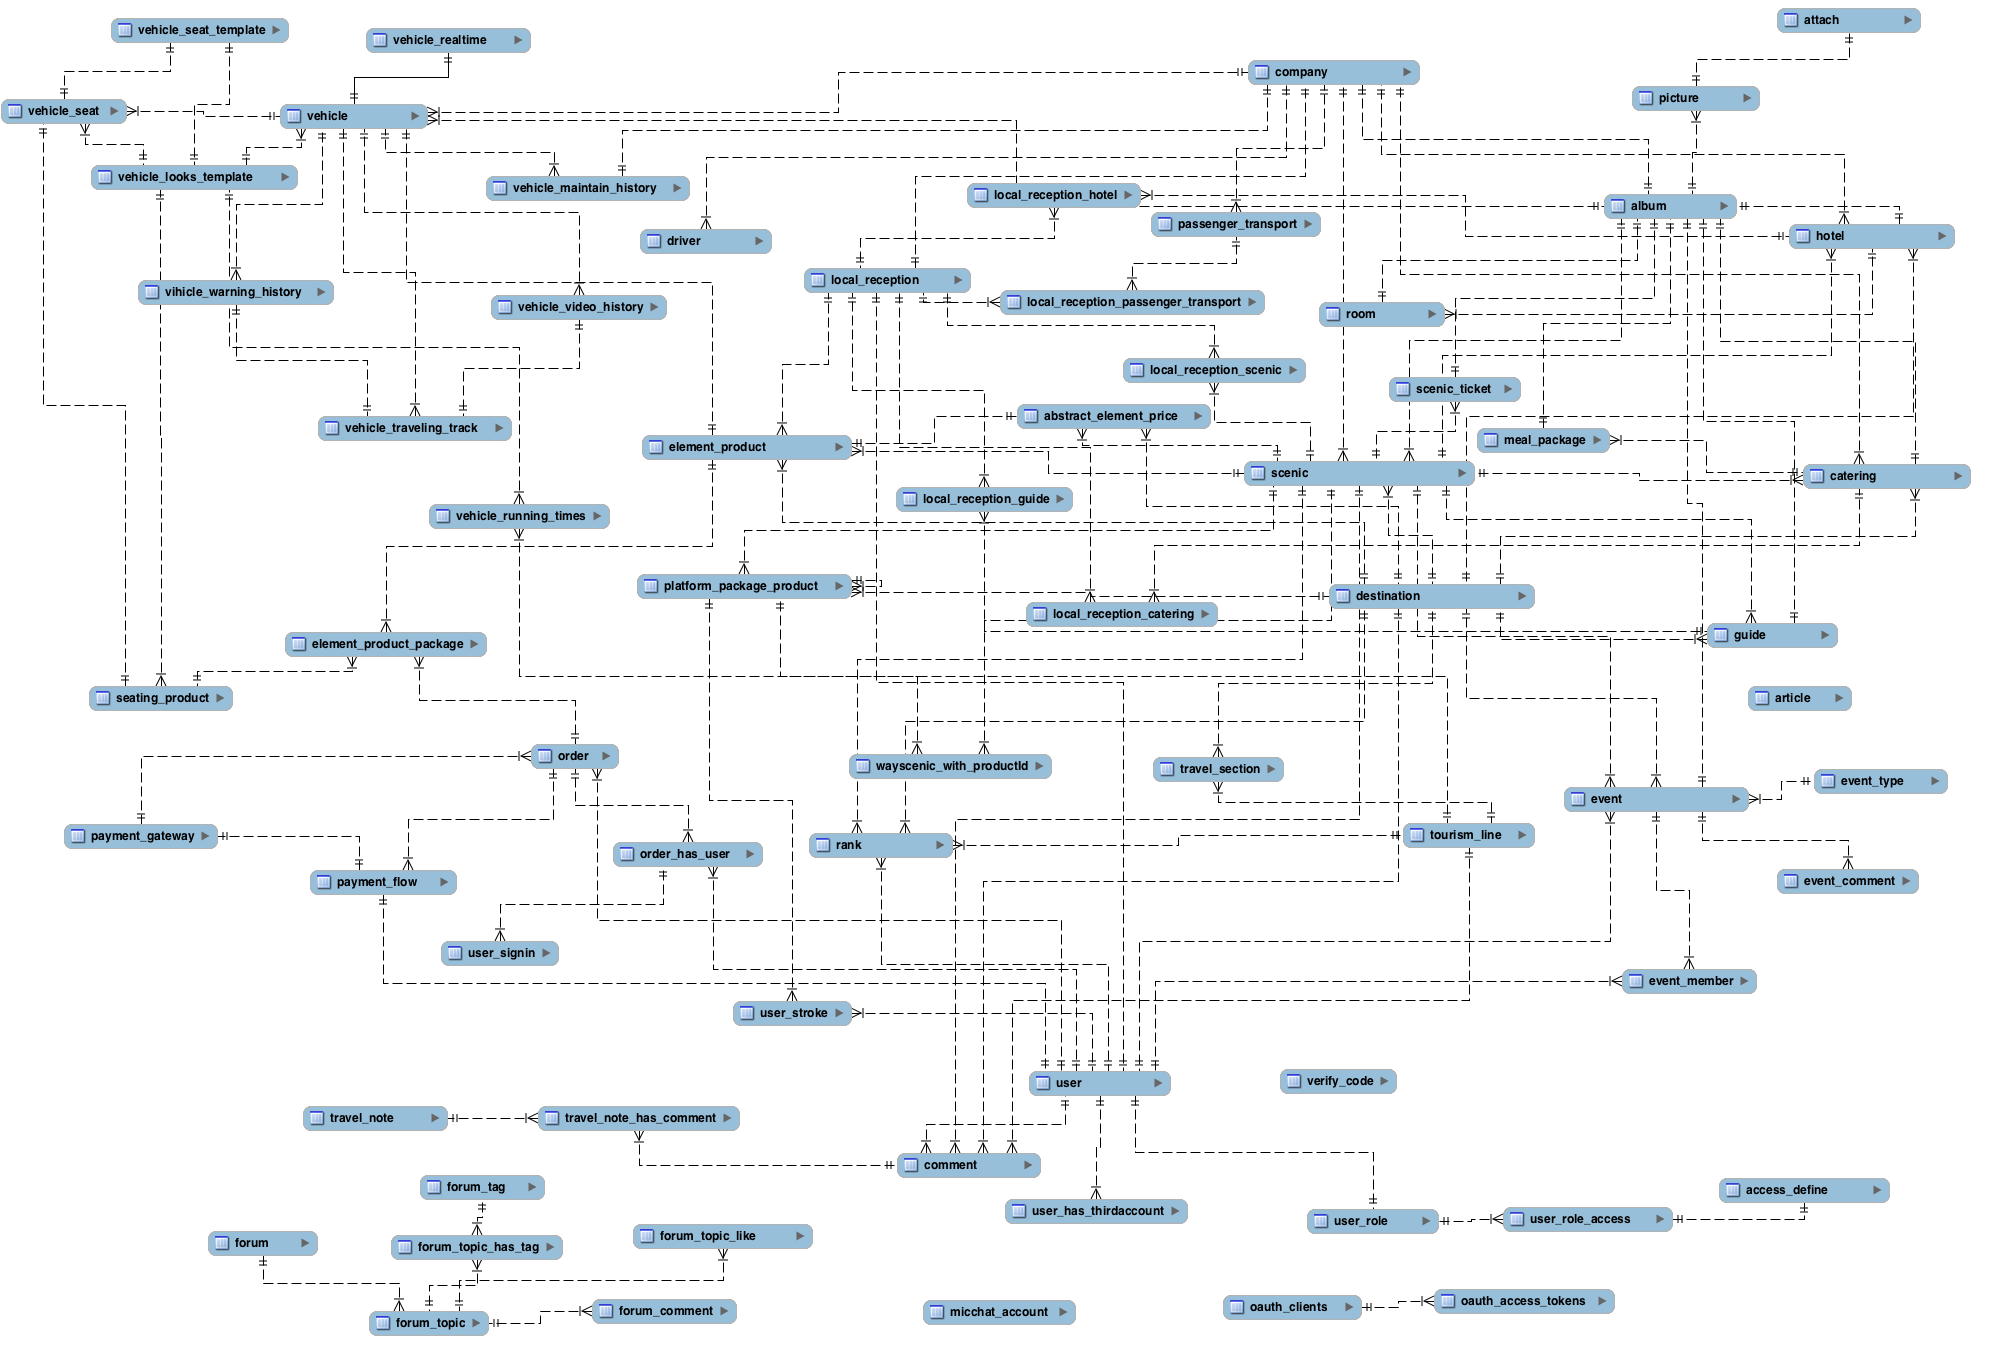 attach
vehicle_seat_template
vehicle_realtime
company
picture
vehicle_seat
vehicle
vehicle_looks_template
vehicle_maintain_history
local_reception_hotel
album
passenger_transport
hotel
driver
local_reception
vihicle_warning_history
local_reception_passenger_transport
vehicle_video_history
room
local_reception_scenic
scenic_ticket
abstract_element_price
vehicle_traveling_track
meal_package
element_product
scenic
catering
local_reception_guide
vehicle_running_times
platform_package_product
destination
local_reception_catering
guide
element_product_package
seating_product
article
order
wayscenic_with_productId
travel_section
event_type
event
payment_gateway
tourism_line
rank
order_has_user
payment_flow
event_comment
user_signin
event_member
user_stroke
user
verify_code
travel_note
travel_note_has_comment
comment
forum_tag
access_define
user_has_thirdaccount
user_role
user_role_access
forum_topic_like
forum
forum_topic_has_tag
oauth_access_tokens
oauth_clients
forum_comment
micchat_account
forum_topic